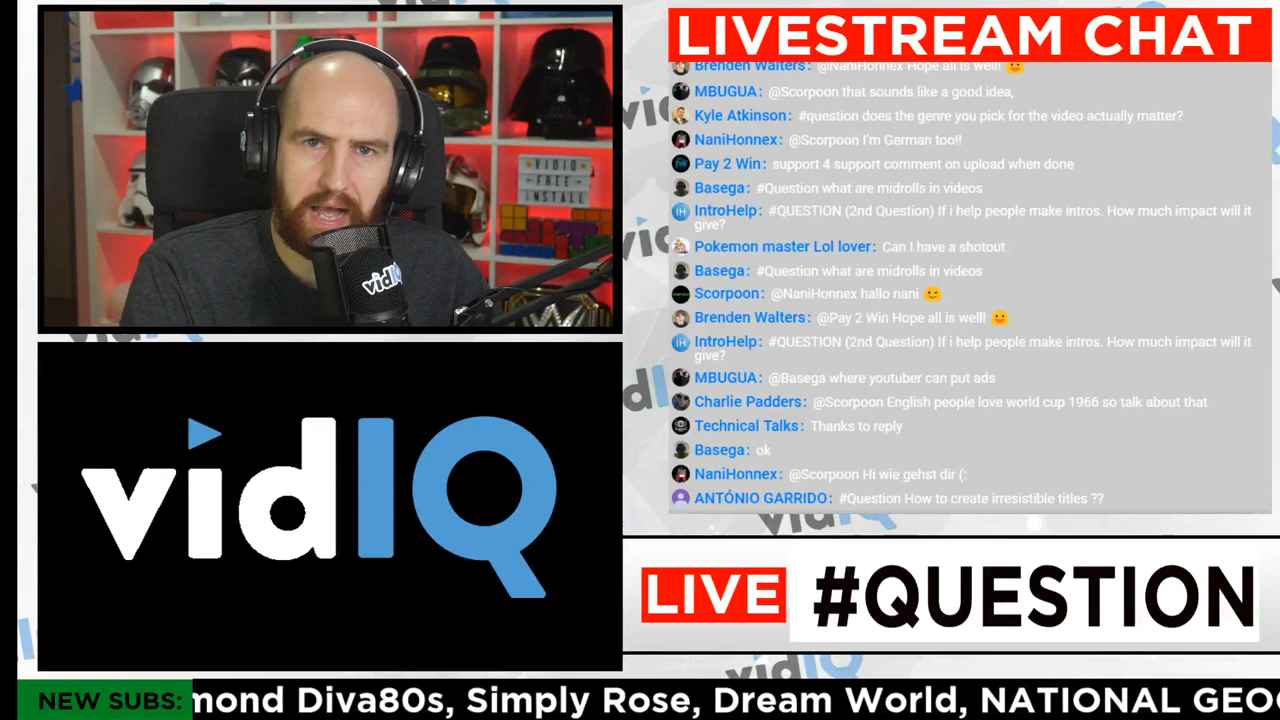 VIDIQ
FREE
INSTALL
vidIQ
vidIQ
LIVESTREAM CHAT
Brenden Walters: @NaniHonnex Hope all is well!
MBUGUA: @Scorpoon that sounds like a good idea,
Kyle Atkinson: #question does the genre you pick for the video actually matter?
NaniHonnex: @Scorpoon I'm German too!!
Pay 2 Win: support 4 support comment on upload when done
Basega: #Question what are midrolls in videos
IntroHelp: #QUESTION (2nd Question) If i help people make intros. How much impact will it
give?
Pokemon master Lol lover: Can I have a shotout
Basega: #Question what are midrolls in videos
Scorpoon: @NaniHonnex hallo nani 😉
Brenden Walters: @Pay 2 Win Hope all is well!
IntroHelp: #QUESTION (2nd Question) If i help people make intros. How much impact will it
give?
MBUGUA: @Basega where youtuber can put ads
Charlie Padders: @Scorpoon English people love world cup 1966 so talk about that
Technical Talks: Thanks to reply
Basega: ok
NaniHonnex: @Scorpoon Hi wie gehst dir (:
ANTÓNIO GARRIDO: #Question How to create irresistible titles ??
LIVE #QUESTION
NEW SUBS: mond Diva80s, Simply Rose, Dream World, NATIONAL GEO